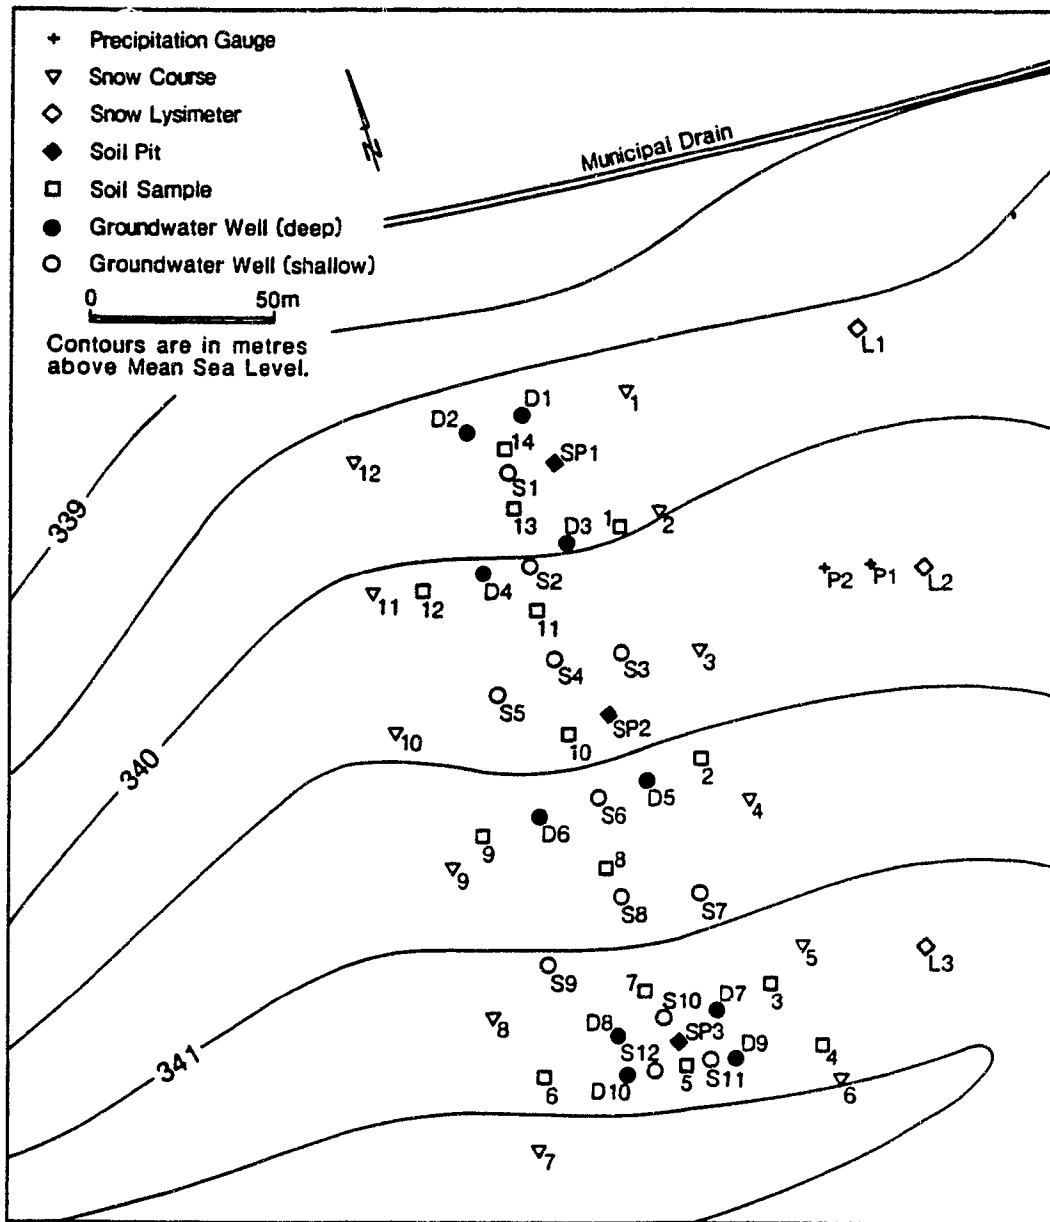 Precipitation Gauge
Snow Course
Snow Lysimeter
Soil Pit
Soil Sample
Groundwater Well (deep)
Groundwater Well (shallow)
0 50m
Contours are in metres
above Mean Sea Level.
N
Municipal Drain
L1
1
D1
D2
14
SP1
12
S1
13
D3
1
2
339
S2
D4
P2
P1
L2
11
12
11
S4
S3
3
S5
SP2
10
10
2
340
D5
S6
4
D6
9
8
9
S8
S7
5
L3
S9
7
3
D7
S10
8
D8
SP3
4
D9
S12
341
5
S11
6
6
D10
7